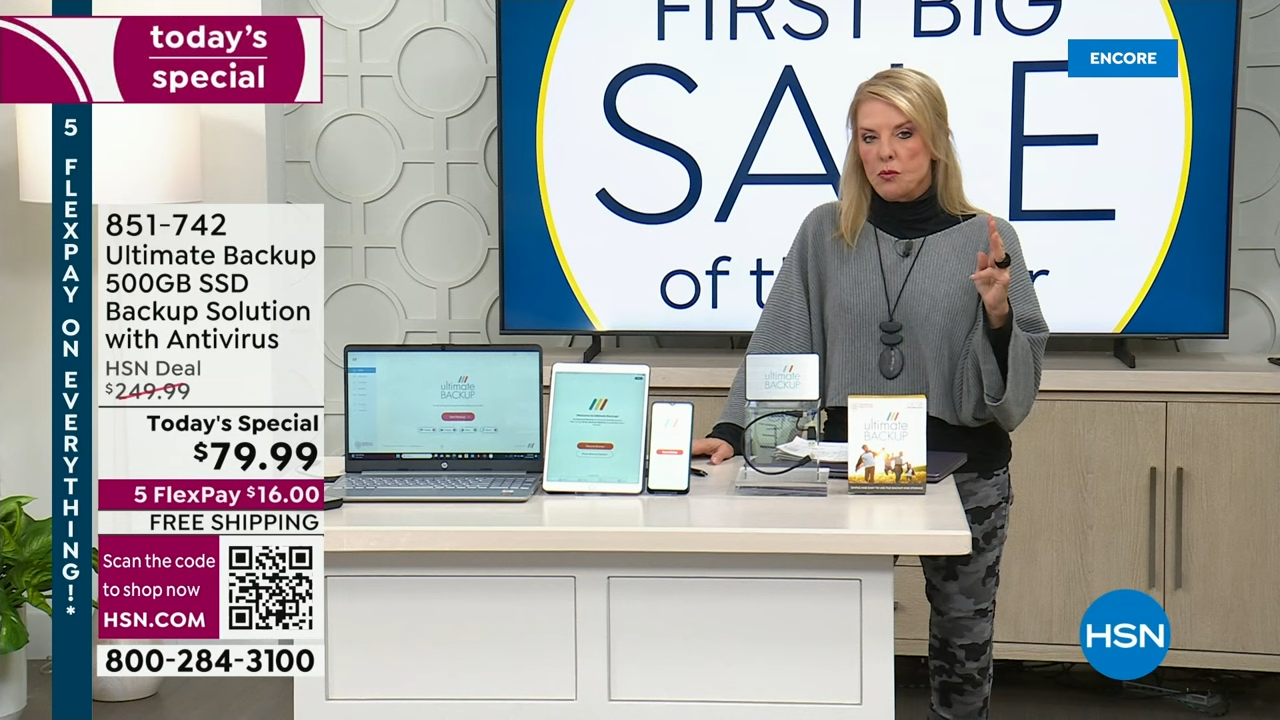 today's
special
5 FLEXPAY ON EVERYTHING!*
851-742
Ultimate Backup
500GB SSD
Backup Solution
with Antivirus
HSN Deal
$249.99
Today's Special
$79.99
5 FlexPay $16.00
FREE SHIPPING
Scan the code
to shop now
HSN.COM
800-284-3100
FIRST BIG
SALE
of t
r
ENCORE
ultimate
BACKUP
ultimate
BACKUP
ultimate
BACKUP
hp
HSN